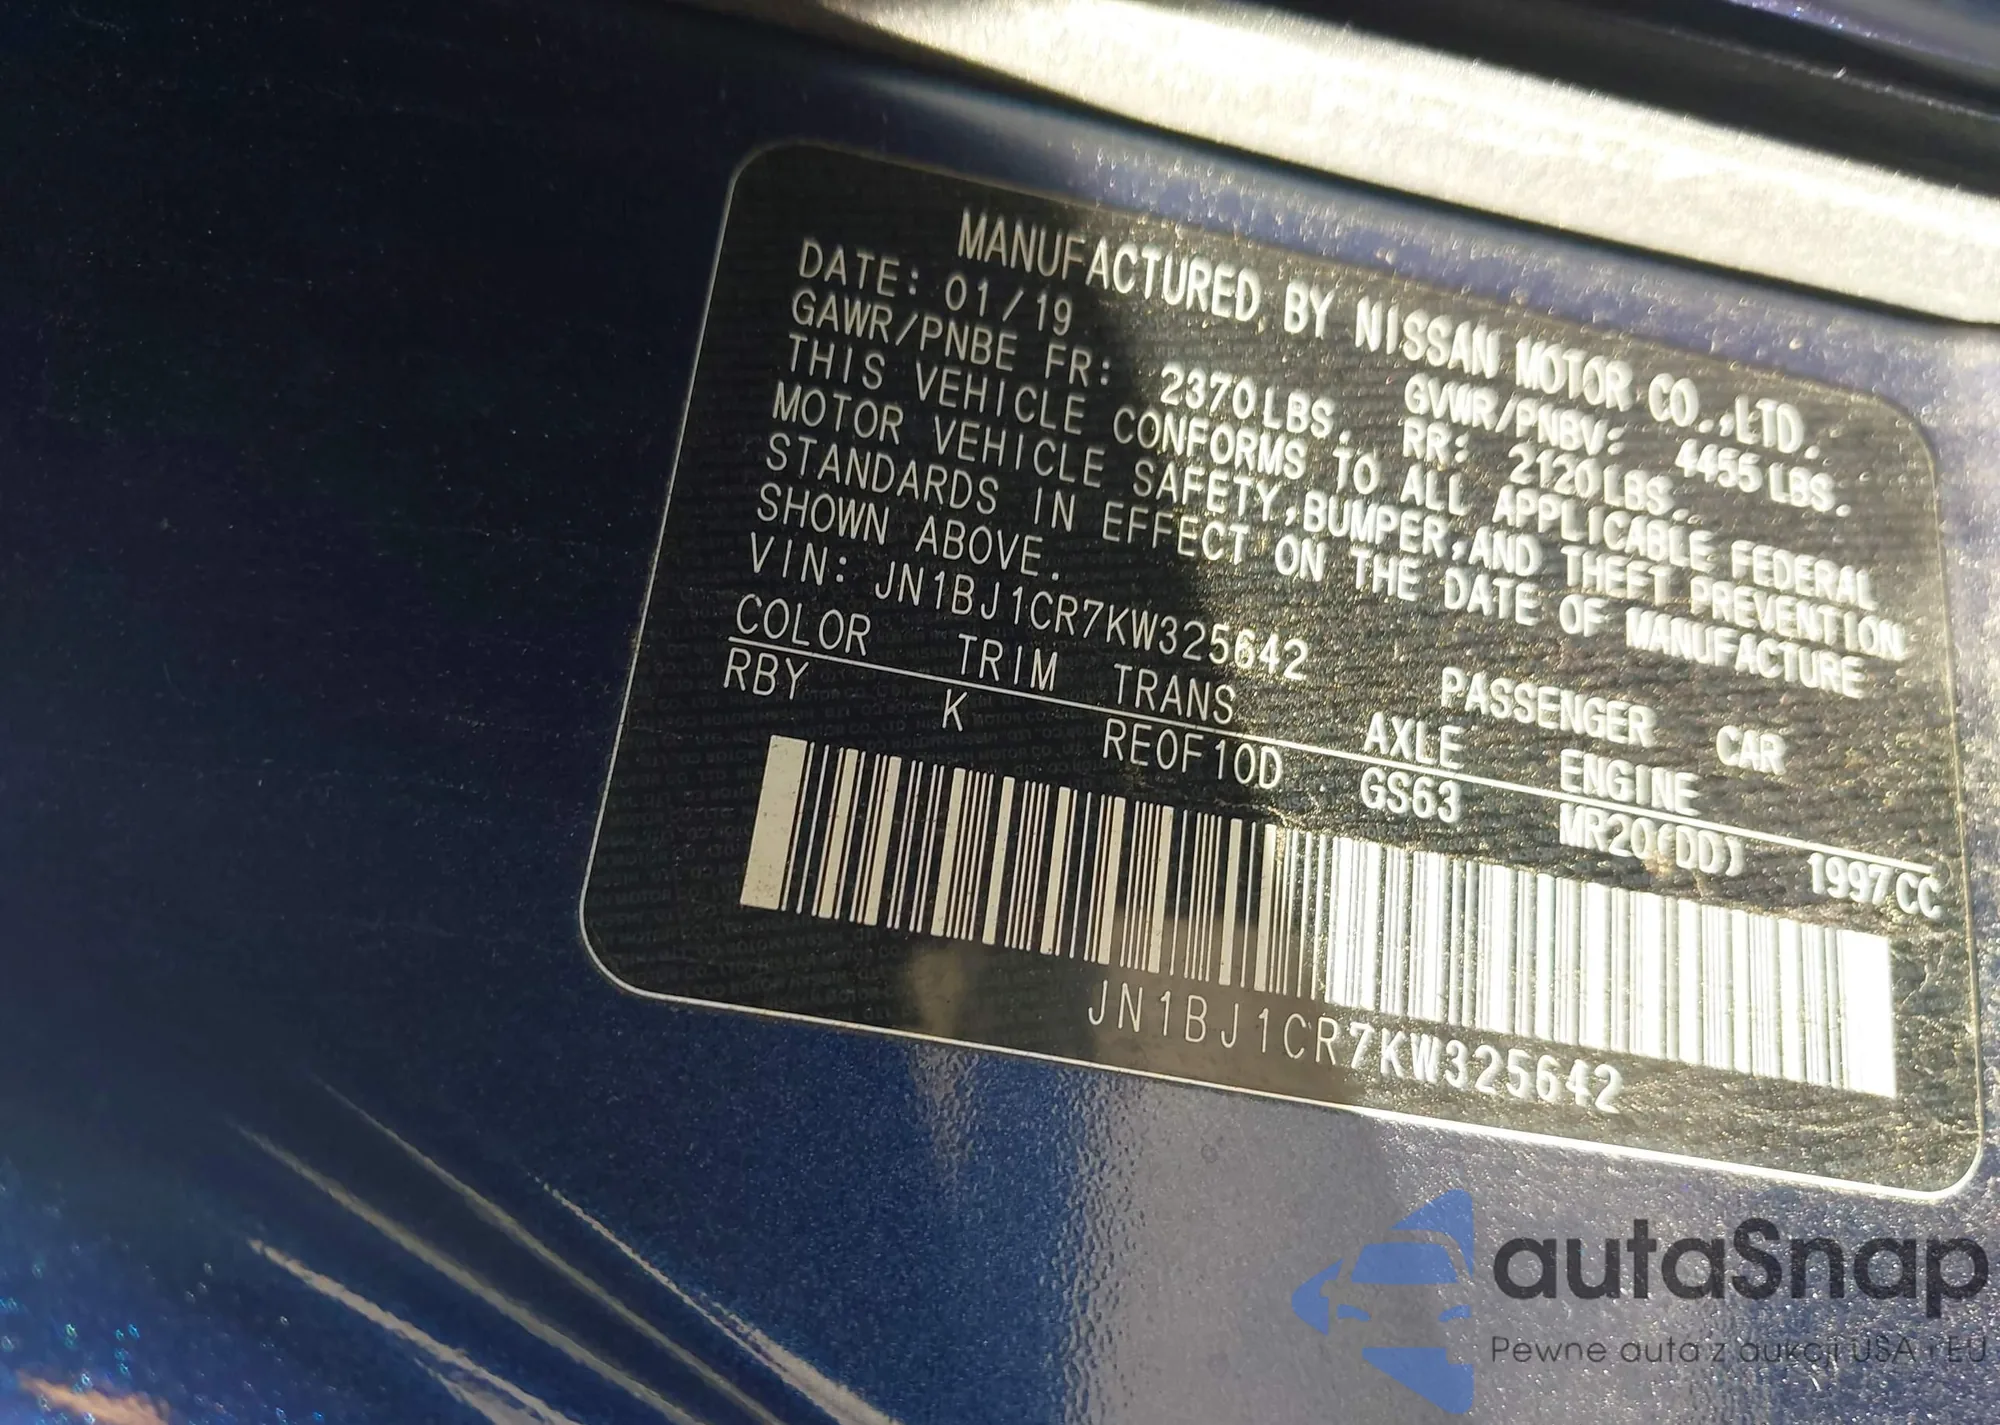 MANUFACTURED BY NISSAN MOTOR CO.,LTD.
DATE: 01/19 GVWR/PNBV: 4455LBS.
GAWR/PNBE FR: 2370LBS. RR: 2120LBS.
THIS VEHICLE CONFORMS TO ALL APPLICABLE FEDERAL
MOTOR VEHICLE SAFETY,BUMPER,AND THEFT PREVENTION
STANDARDS IN EFFECT ON THE DATE OF MANUFACTURE
SHOWN ABOVE.
VIN: JN1BJ1CR7KW325642 PASSENGER CAR
COLOR TRIM TRANS AXLE ENGINE
RBY K RE0F10D GS63 MR20(DD) 1997CC
JN1BJ1CR7KW325642
autaSnap
Pewne auta z aukcji USA i EU